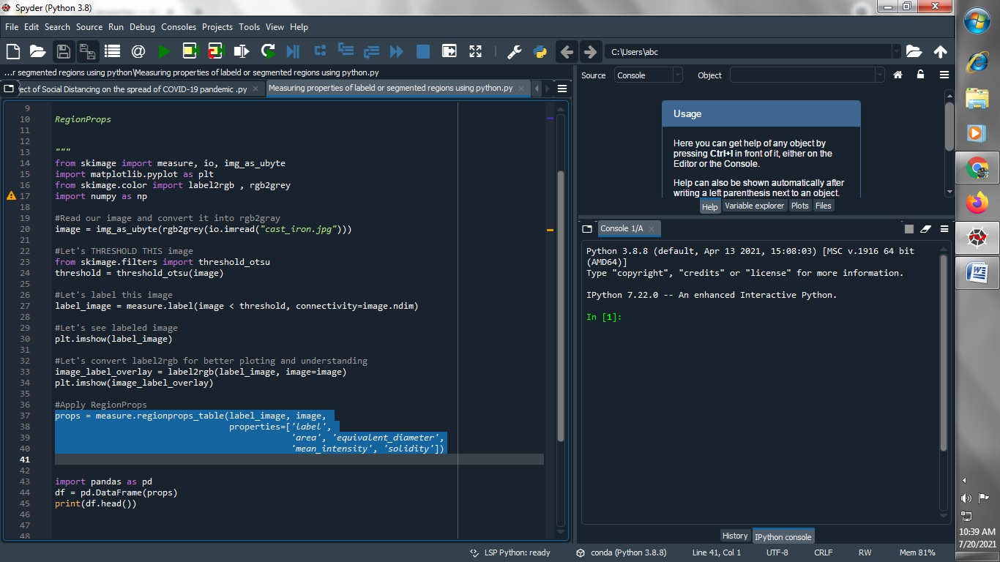 Spyder (Python 3.8)
File Edit Search Source Run Debug Consoles Projects Tools View Help
C:\Users\abc
...r segmented regions using python\Measuring properties of labeld or segmented regions using python.py
ect of Social Distancing on the spread of COVID-19 pandemic .py
Measuring properties of labeld or segmented regions using python.py
9
10 RegionProps
11
12
13 """
14 from skimage import measure, io, img_as_ubyte
15 import matplotlib.pyplot as plt
16 from skimage.color import label2rgb , rgb2grey
17 import numpy as np
18
19 #Read our image and convert it into rgb2gray
20 image = img_as_ubyte(rgb2grey(io.imread("cast_iron.jpg")))
21
22 #Let's THRESHOLD THIS image
23 from skimage.filters import threshold_otsu
24 threshold = threshold_otsu(image)
25
26 #Let's label this image
27 label_image = measure.label(image < threshold, connectivity=image.ndim)
28
29 #Let's see labeled image
30 plt.imshow(label_image)
31
32 #Let's convert label2rgb for better ploting and understanding
33 image_label_overlay = label2rgb(label_image, image=image)
34 plt.imshow(image_label_overlay)
35
36 #Apply RegionProps
37 props = measure.regionprops_table(label_image, image,
38 properties=['label',
39 'area', 'equivalent_diameter',
40 'mean_intensity', 'solidity'])
41
42
43 import pandas as pd
44 df = pd.DataFrame(props)
45 print(df.head())
46
47
48
Source Console Object
Usage
Here you can get help of any object by
pressing Ctrl+I in front of it, either on the
Editor or the Console.
Help can also be shown automatically after
writing a left parenthesis next to an object.
Help Variable explorer Plots Files
Console 1/A
Python 3.8.8 (default, Apr 13 2021, 15:08:03) [MSC v.1916 64 bit
(AMD64)]
Type "copyright", "credits" or "license" for more information.
IPython 7.22.0 -- An enhanced Interactive Python.
In [1]:
History IPython console
LSP Python: ready conda (Python 3.8.8) Line 41, Col 1 UTF-8 CRLF RW Mem 81%
10:39 AM
7/20/2021